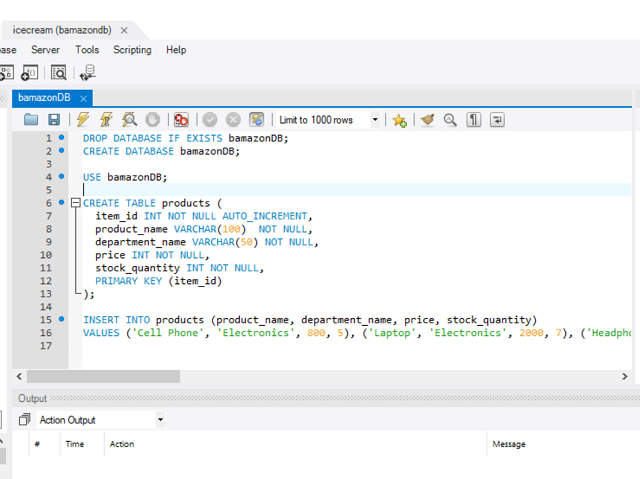 icecream (bamazondb)
Server Tools Scripting Help
bamazonDB
Limit to 1000 rows
1 DROP DATABASE IF EXISTS bamazonDB;
2 CREATE DATABASE bamazonDB;
3
4 USE bamazonDB;
5
6 CREATE TABLE products (
7 item_id INT NOT NULL AUTO_INCREMENT,
8 product_name VARCHAR(100)  NOT NULL,
9 department_name VARCHAR(50) NOT NULL,
10 price INT NOT NULL,
11 stock_quantity INT NOT NULL,
12 PRIMARY KEY (item_id)
13 );
14
15 INSERT INTO products (product_name, department_name, price, stock_quantity)
16 VALUES ('Cell Phone', 'Electronics', 800, 5), ('Laptop', 'Electronics', 2000, 7), ('Headpho
17
Output
Action Output
# Time Action Message